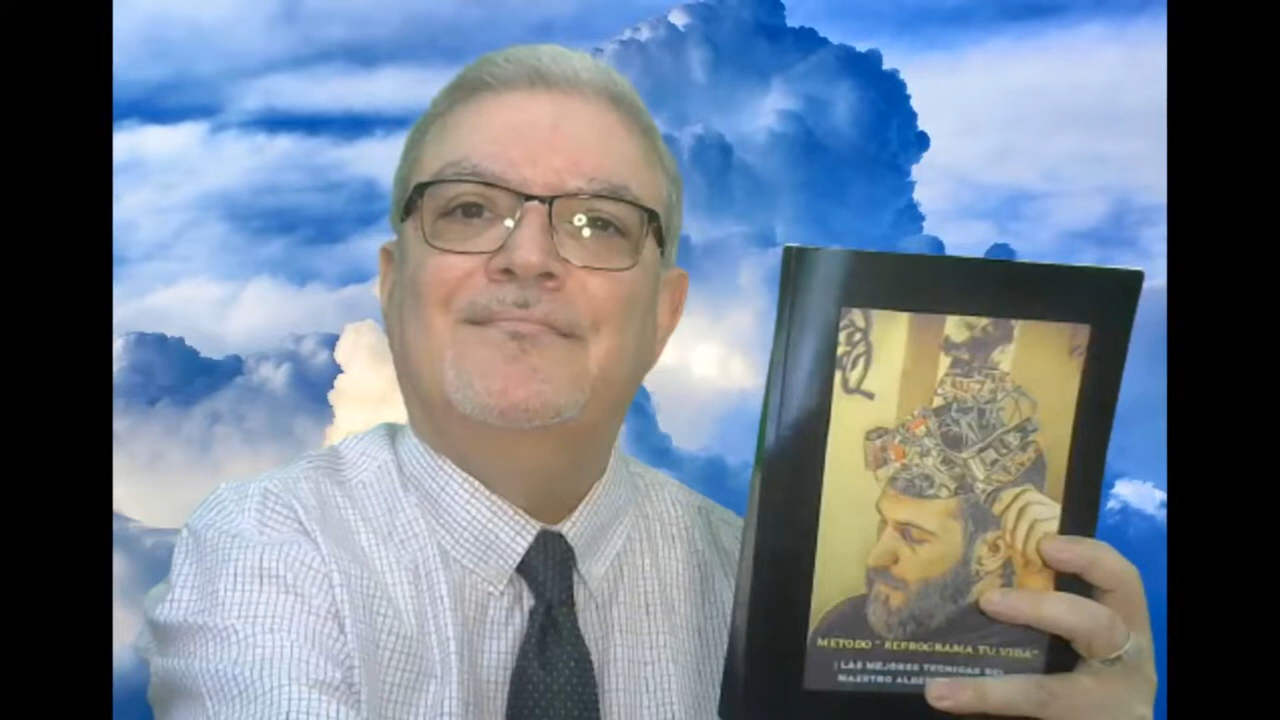 METODO " REPROGRAMA TU VIDA"
| LAS MEJORES TECNICAS DEL
MAESTRO